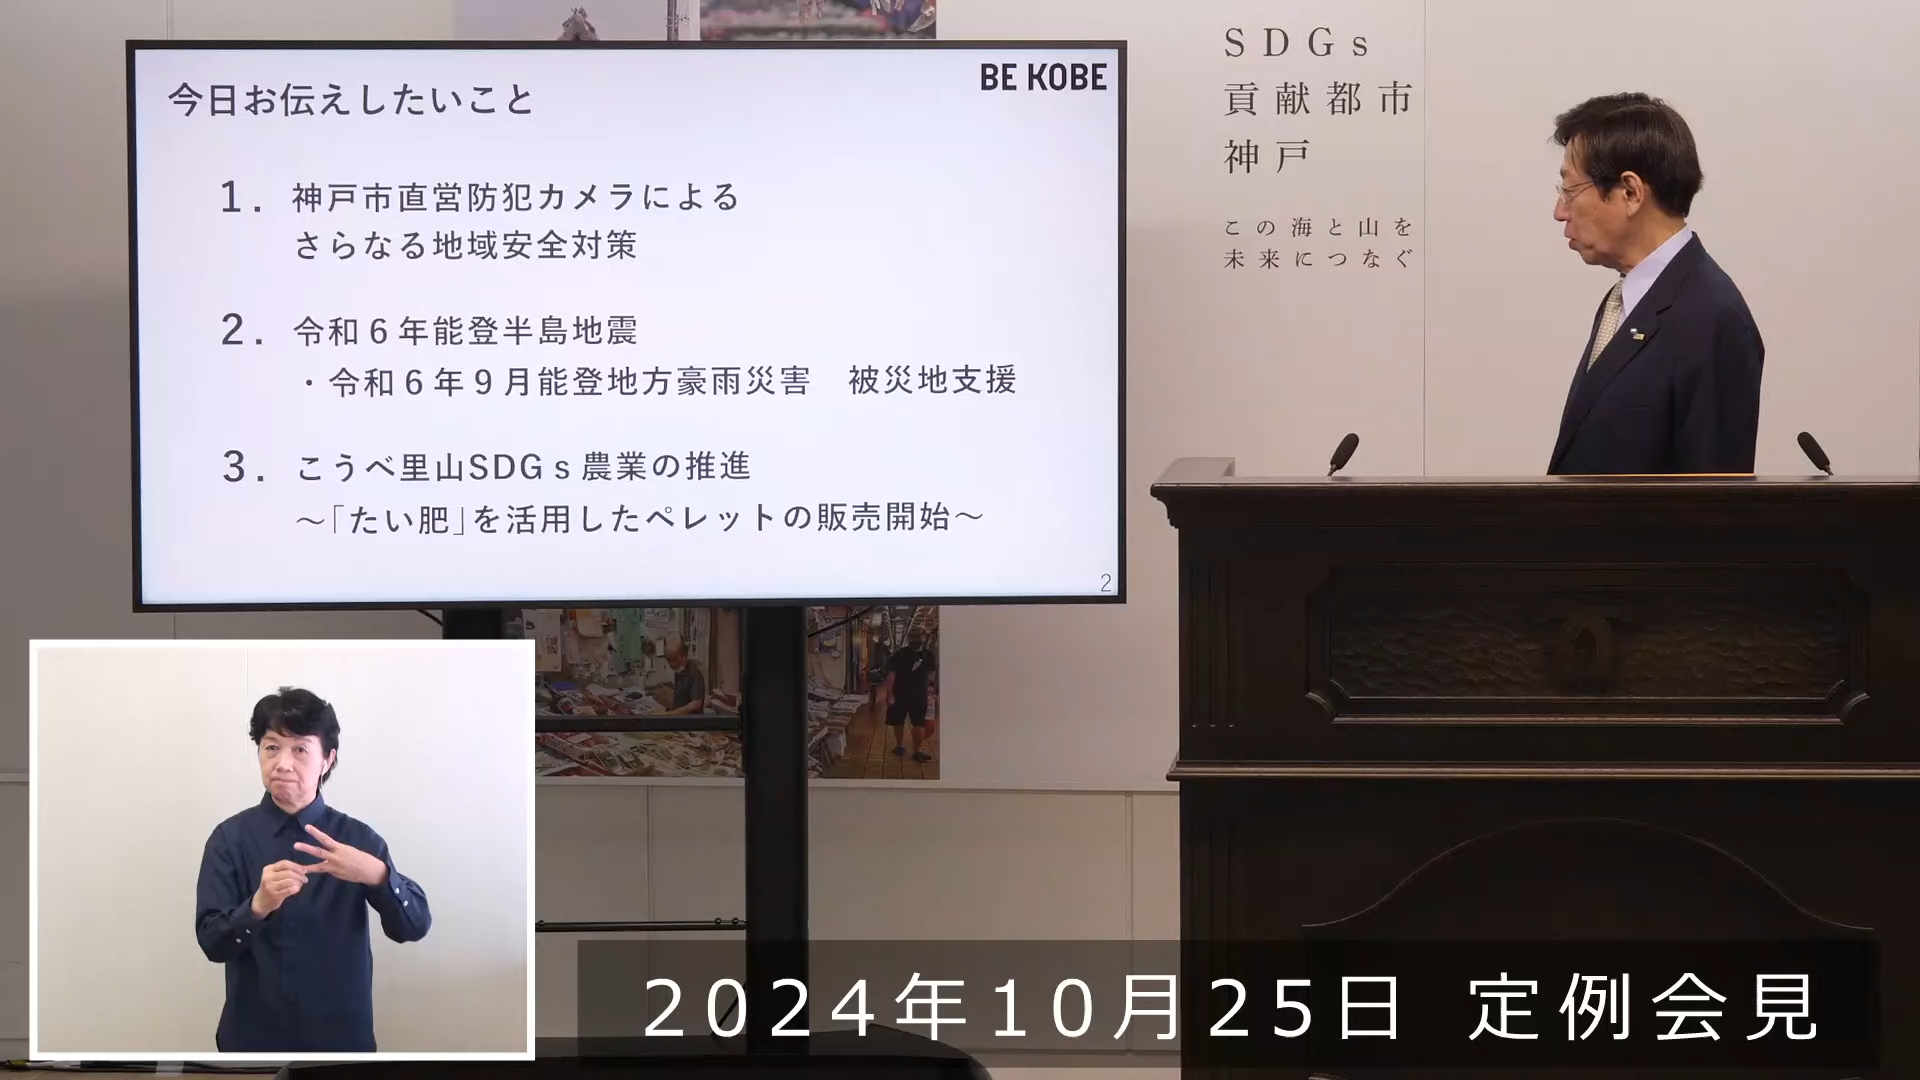 BE KOBE
今日お伝えしたいこと
1. 神戸市直営防犯カメラによる
さらなる地域安全対策
2. 令和６年能登半島地震
・令和６年９月能登地方豪雨災害　被災地支援
3. こうべ里山SDGｓ農業の推進
～「たい肥」を活用したペレットの販売開始～
2
SDGs
貢献都市
神戸
この海と山を
未来につなぐ
2024年10月25日 定例会見